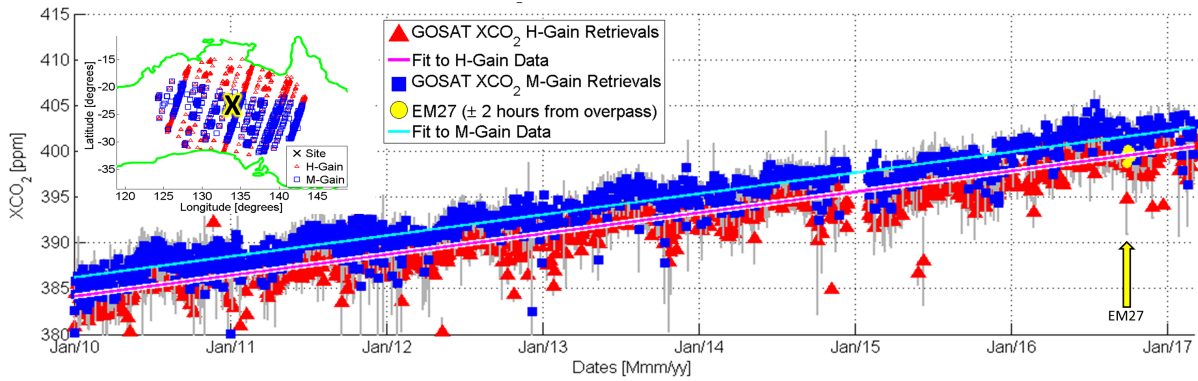 415
410
405
400
395
390
385
380
XCO2 [ppm]
Jan/10
Jan/11
Jan/12
Jan/13
Jan/14
Jan/15
Jan/16
Jan/17
Dates [Mmm/yy]
GOSAT XCO2 H-Gain Retrievals
Fit to H-Gain Data
GOSAT XCO2 M-Gain Retrievals
EM27 (± 2 hours from overpass)
Fit to M-Gain Data
Latitude [degrees]
-15
-20
-25
-30
-35
X
Site
H-Gain
M-Gain
120
125
130
135
140
145
Longitude [degrees]
EM27